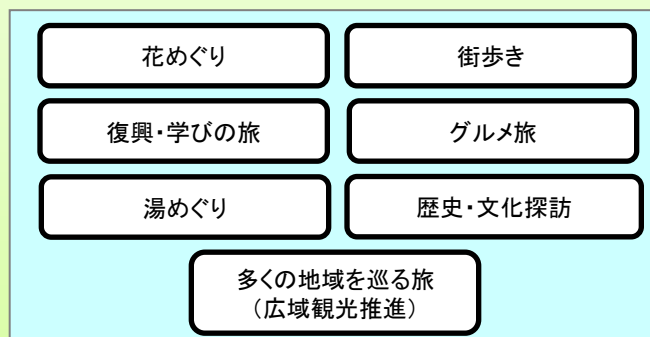 花めぐり
街歩き
復興・学びの旅
グルメ旅
湯めぐり
歴史・文化探訪
多くの地域を巡る旅
（広域観光推進）